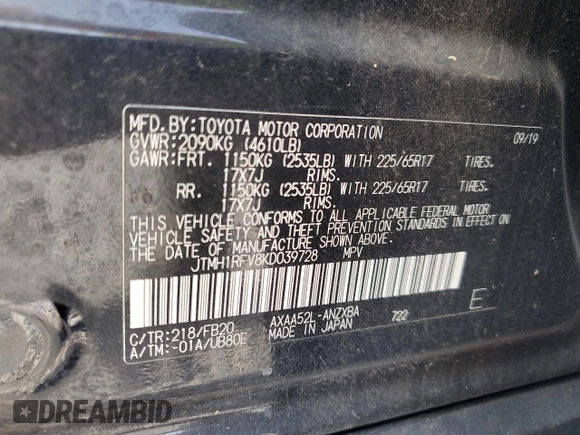 MFD.BY:TOYOTA MOTOR CORPORATION 09/19
GVWR:2090KG (4610LB)
GAWR:FRT. 1150KG (2535LB) WITH 225/65R17 TIRES.
17X7J RIMS.
RR. 1150KG (2535LB) WITH 225/65R17 TIRES.
17X7J RIMS.
THIS VEHICLE CONFORMS TO ALL APPLICABLE FEDERAL MOTOR
VEHICLE SAFETY AND THEFT PREVENTION STANDARDS IN EFFECT ON
THE DATE OF MANUFACTURE SHOWN ABOVE.
JTMH1RFV8KD039728 MPV
C/TR:218/FB20 AXAA52L-ANZXBA 722 E
A/TM:-01A/UB80E MADE IN JAPAN
DREAMBID